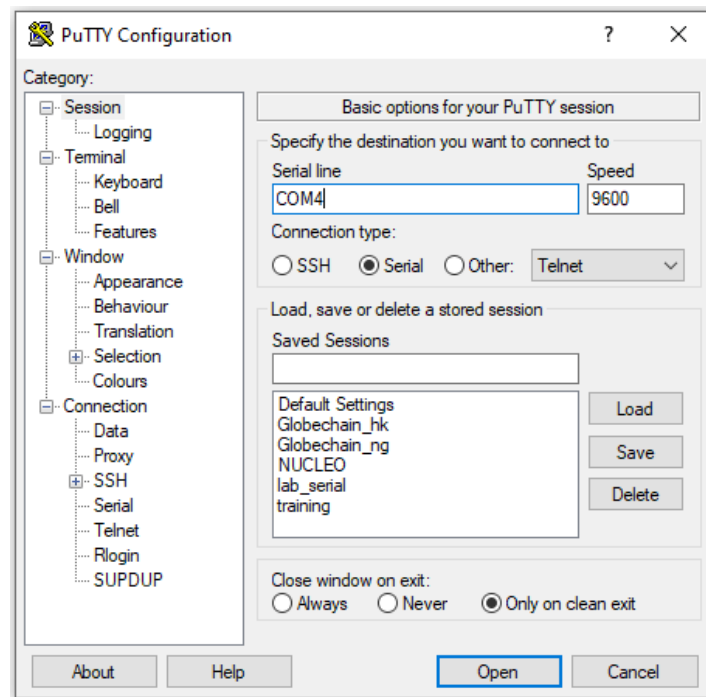 PuTTY Configuration
?
Category:
Session
Logging
Terminal
Keyboard
Bell
Features
Window
Appearance
Behaviour
Translation
Selection
Colours
Connection
Data
Proxy
SSH
Serial
Telnet
Rlogin
SUPDUP
Basic options for your PuTTY session
Specify the destination you want to connect to
Serial line Speed
COM4 9600
Connection type:
SSH Serial Other: Telnet
Load, save or delete a stored session
Saved Sessions
Default Settings
Globechain_hk
Globechain_ng
NUCLEO
lab_serial
training
Load
Save
Delete
Close window on exit:
Always Never Only on clean exit
About Help Open Cancel